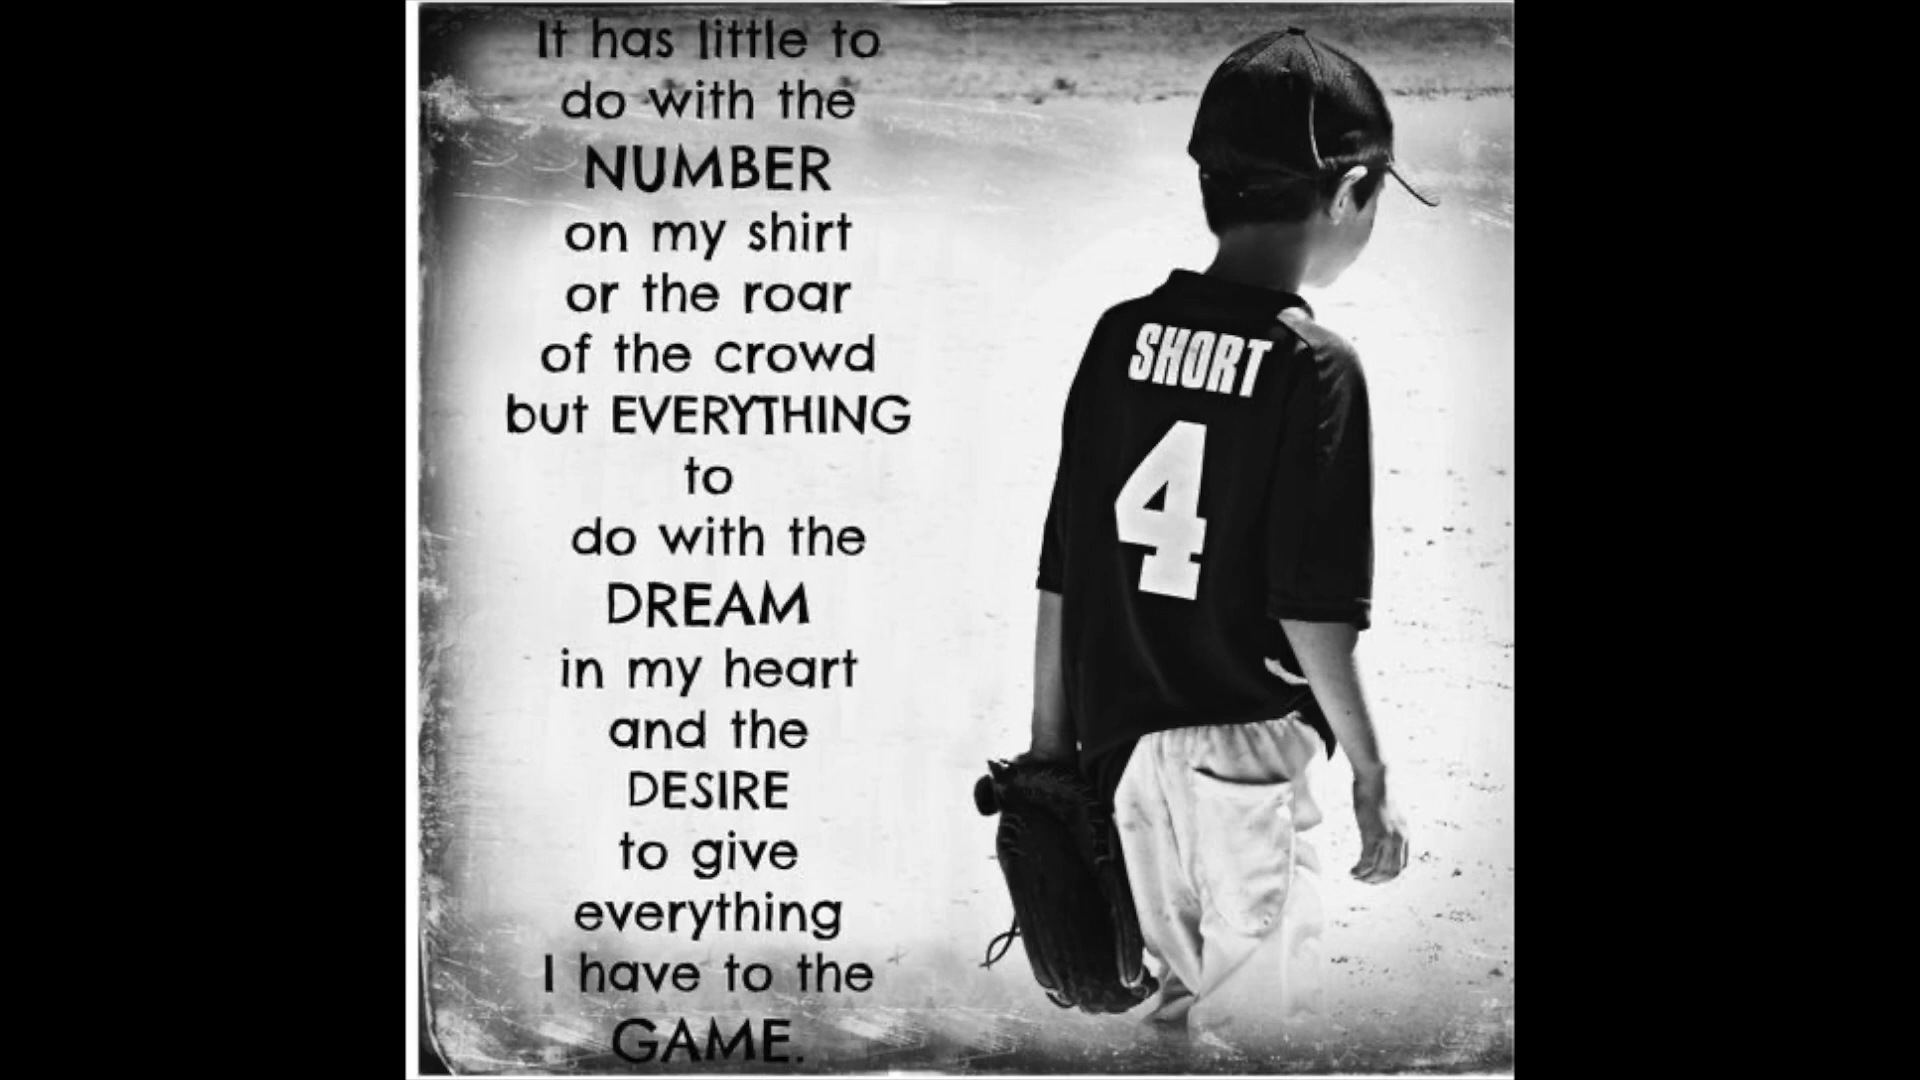 It has little to
do with the
NUMBER
on my shirt
or the roar
of the crowd
but EVERYTHING
to
do with the
DREAM
in my heart
and the
DESIRE
to give
everything
I have to the
GAME.
SHORT
4